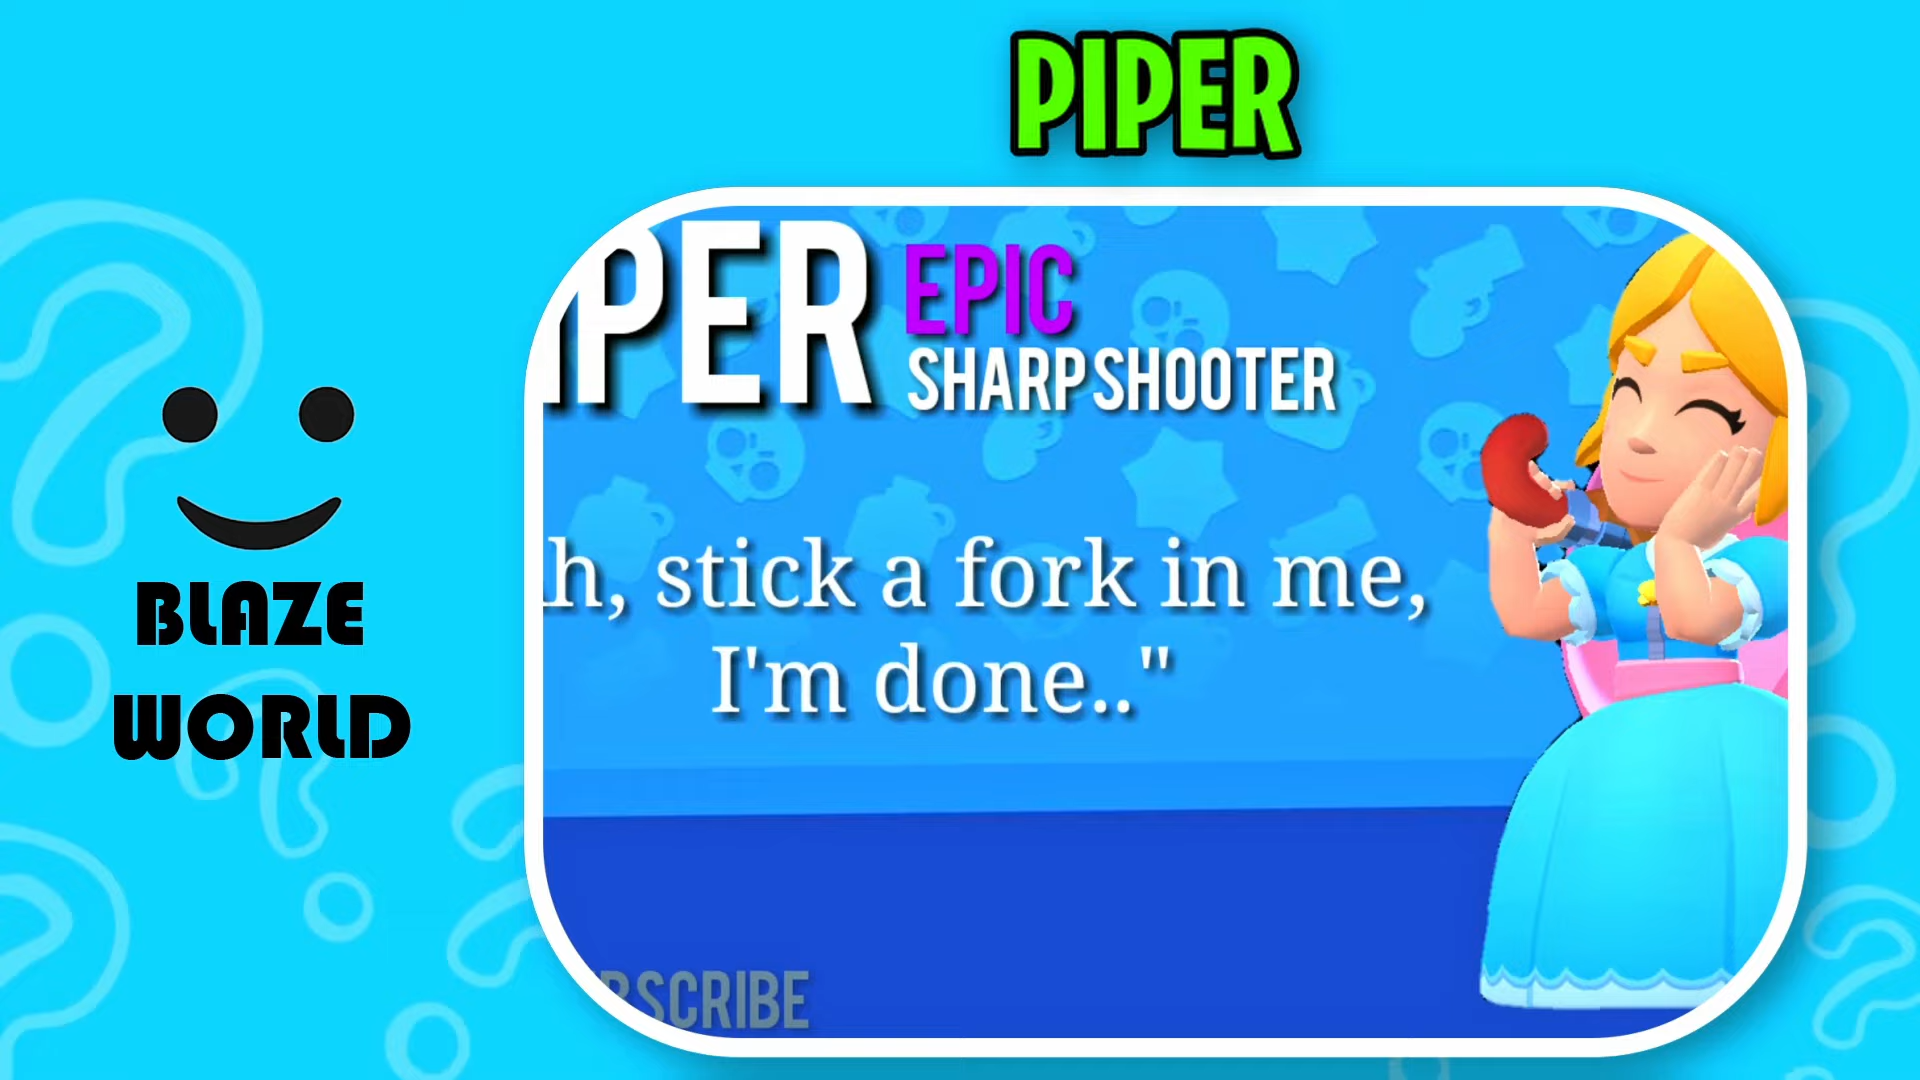 PIPER
PER EPIC
SHARPSHOOTER
h, stick a fork in me,
I'm done.."
BLAZE
WORLD
SCRIBE